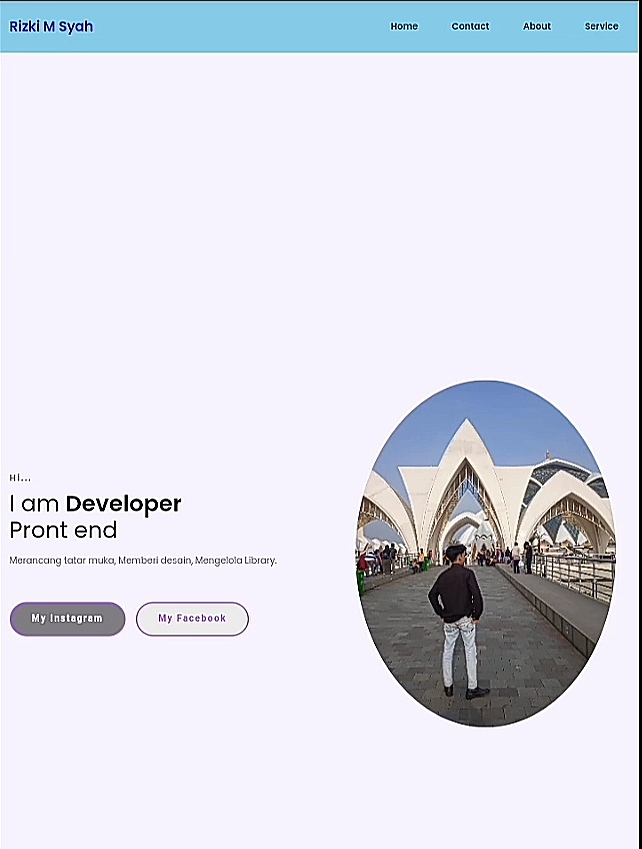 Rizki M Syah
Home Contact About Service
Hi...
I am Developer
Pront end
Merancang tatar muka, Memberi desain, Mengelola Library.
My Instagram My Facebook